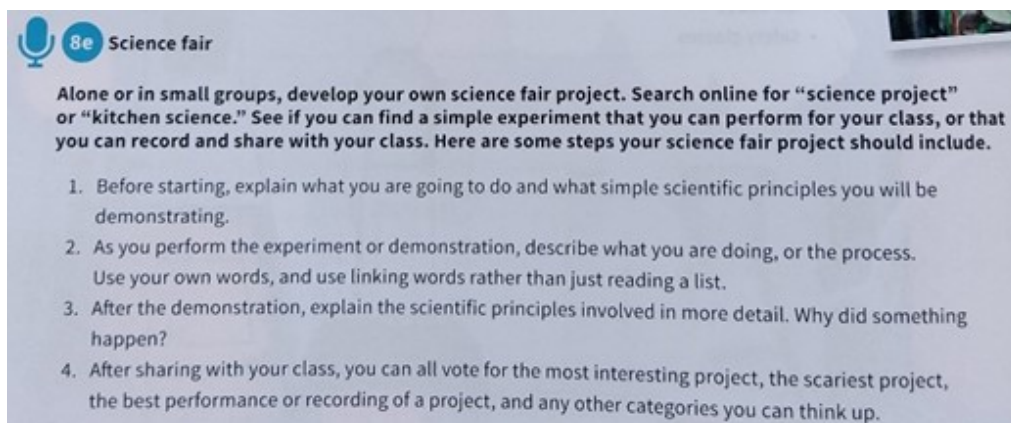 8e Science fair
Alone or in small groups, develop your own science fair project. Search online for “science project”
or “kitchen science.” See if you can find a simple experiment that you can perform for your class, or that
you can record and share with your class. Here are some steps your science fair project should include.
1. Before starting, explain what you are going to do and what simple scientific principles you will be
demonstrating.
2. As you perform the experiment or demonstration, describe what you are doing, or the process.
Use your own words, and use linking words rather than just reading a list.
3. After the demonstration, explain the scientific principles involved in more detail. Why did something
happen?
4. After sharing with your class, you can all vote for the most interesting project, the scariest project,
the best performance or recording of a project, and any other categories you can think up.